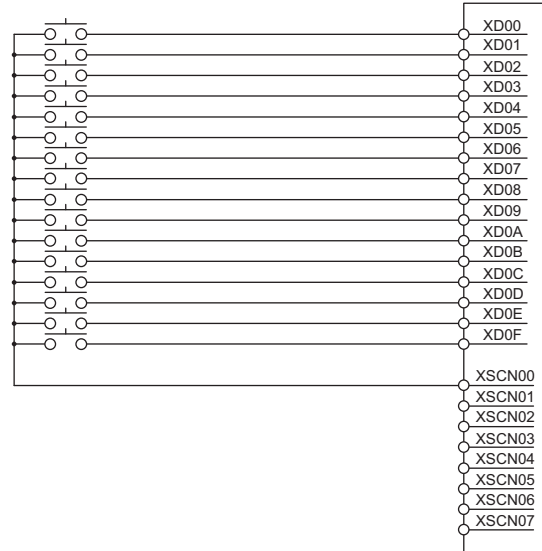 XD00
XD01
XD02
XD03
XD04
XD05
XD06
XD07
XD08
XD09
XD0A
XD0B
XD0C
XD0D
XD0E
XD0F
XSCN00
XSCN01
XSCN02
XSCN03
XSCN04
XSCN05
XSCN06
XSCN07